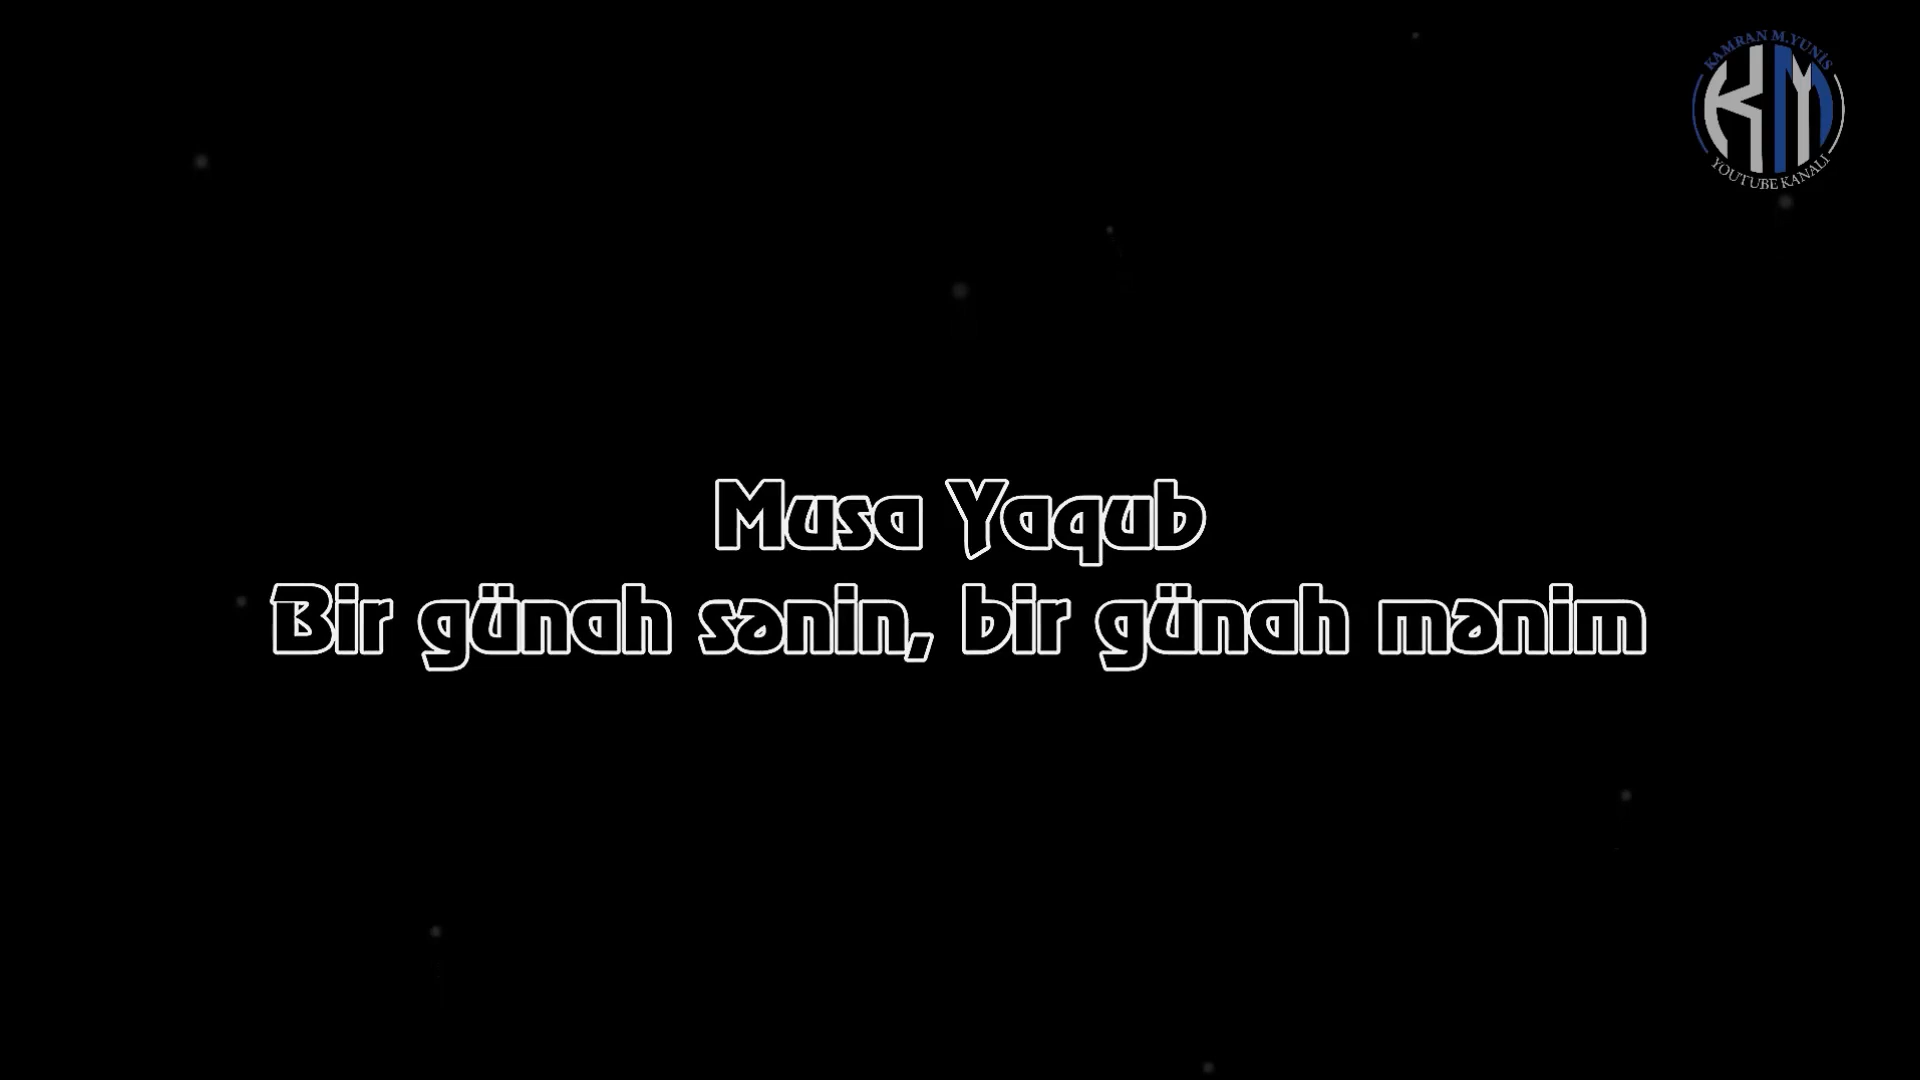 KAMRAN M.YUNİS
KM
YOUTUBE KANALI
Musa Yaqub
Bir günah sənin, bir günah mənim